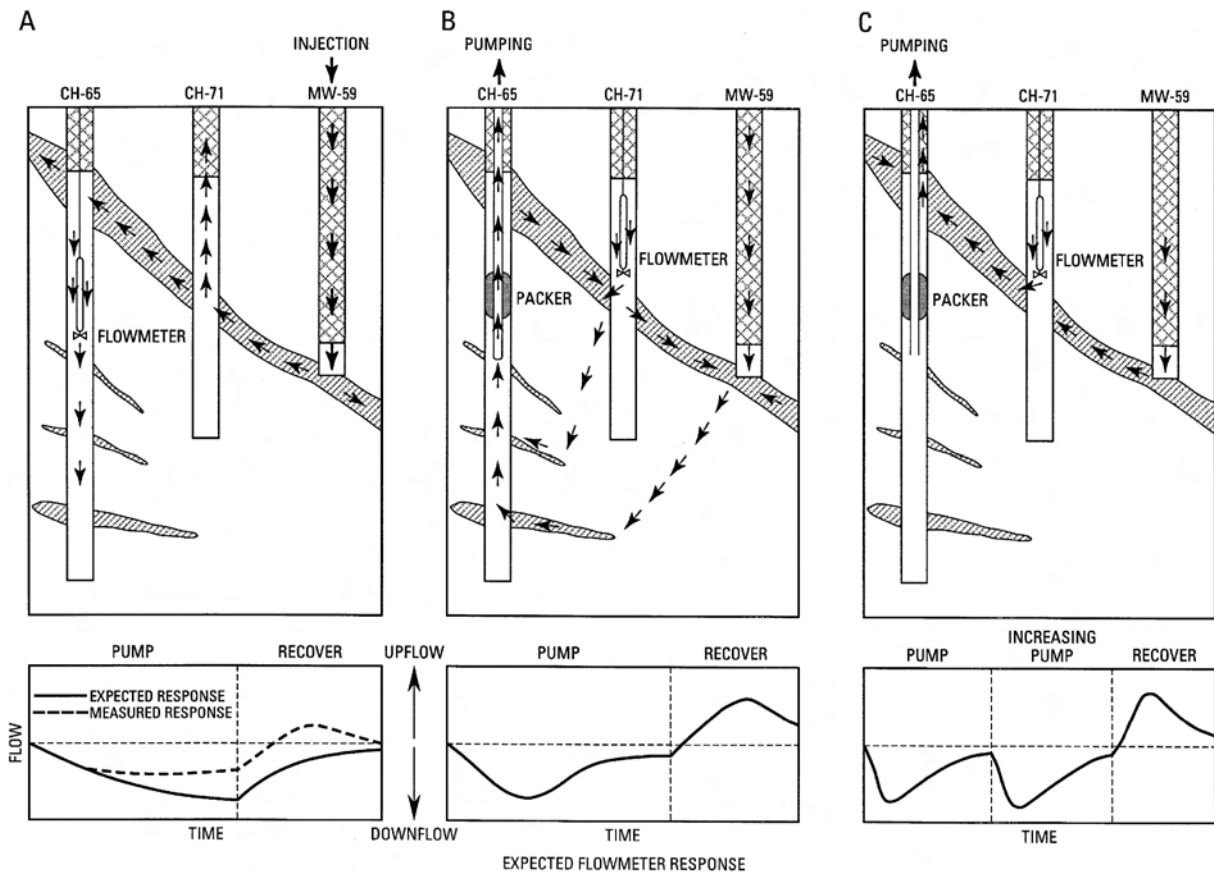 A
INJECTION
CH-65 CH-71 MW-59
FLOWMETER
B
PUMPING
CH-65 CH-71 MW-59
FLOWMETER
PACKER
C
PUMPING
CH-65 CH-71 MW-59
FLOWMETER
PACKER
PUMP RECOVER
EXPECTED RESPONSE
MEASURED RESPONSE
FLOW
TIME
UPFLOW
DOWNFLOW
PUMP RECOVER
TIME
INCREASING
PUMP PUMP RECOVER
TIME
EXPECTED FLOWMETER RESPONSE